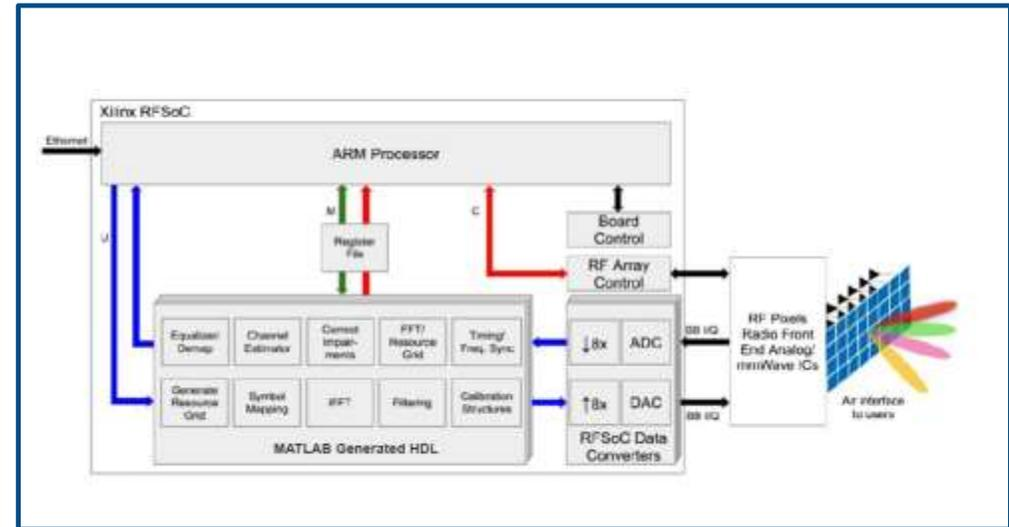 Xilinx RFSoC
Ethernet
ARM Processor
U
M
C
Register
File
Board
Control
RF Array
Control
Equalizer/
Demap
Channel
Estimator
Correct
Impair-
ments
FFT/
Resource
Grid
Timing/
Freq. Sync.
Generate
Resource
Grid
Symbol
Mapping
IFFT
Filtering
Calibration
Structures
MATLAB Generated HDL
↓8x
ADC
↑8x
DAC
RFSoC Data
Converters
BB I/Q
BB I/Q
RF Pixels
Radio Front
End Analog/
mmWave ICs
Air interface
to users